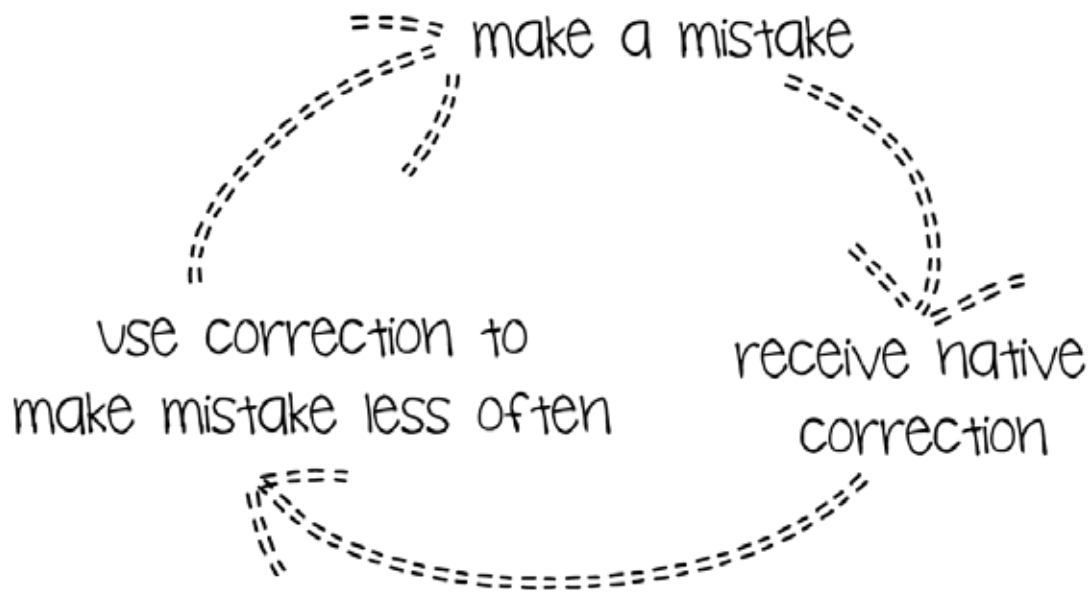 make a mistake
receive native
correction
use correction to
make mistake less often